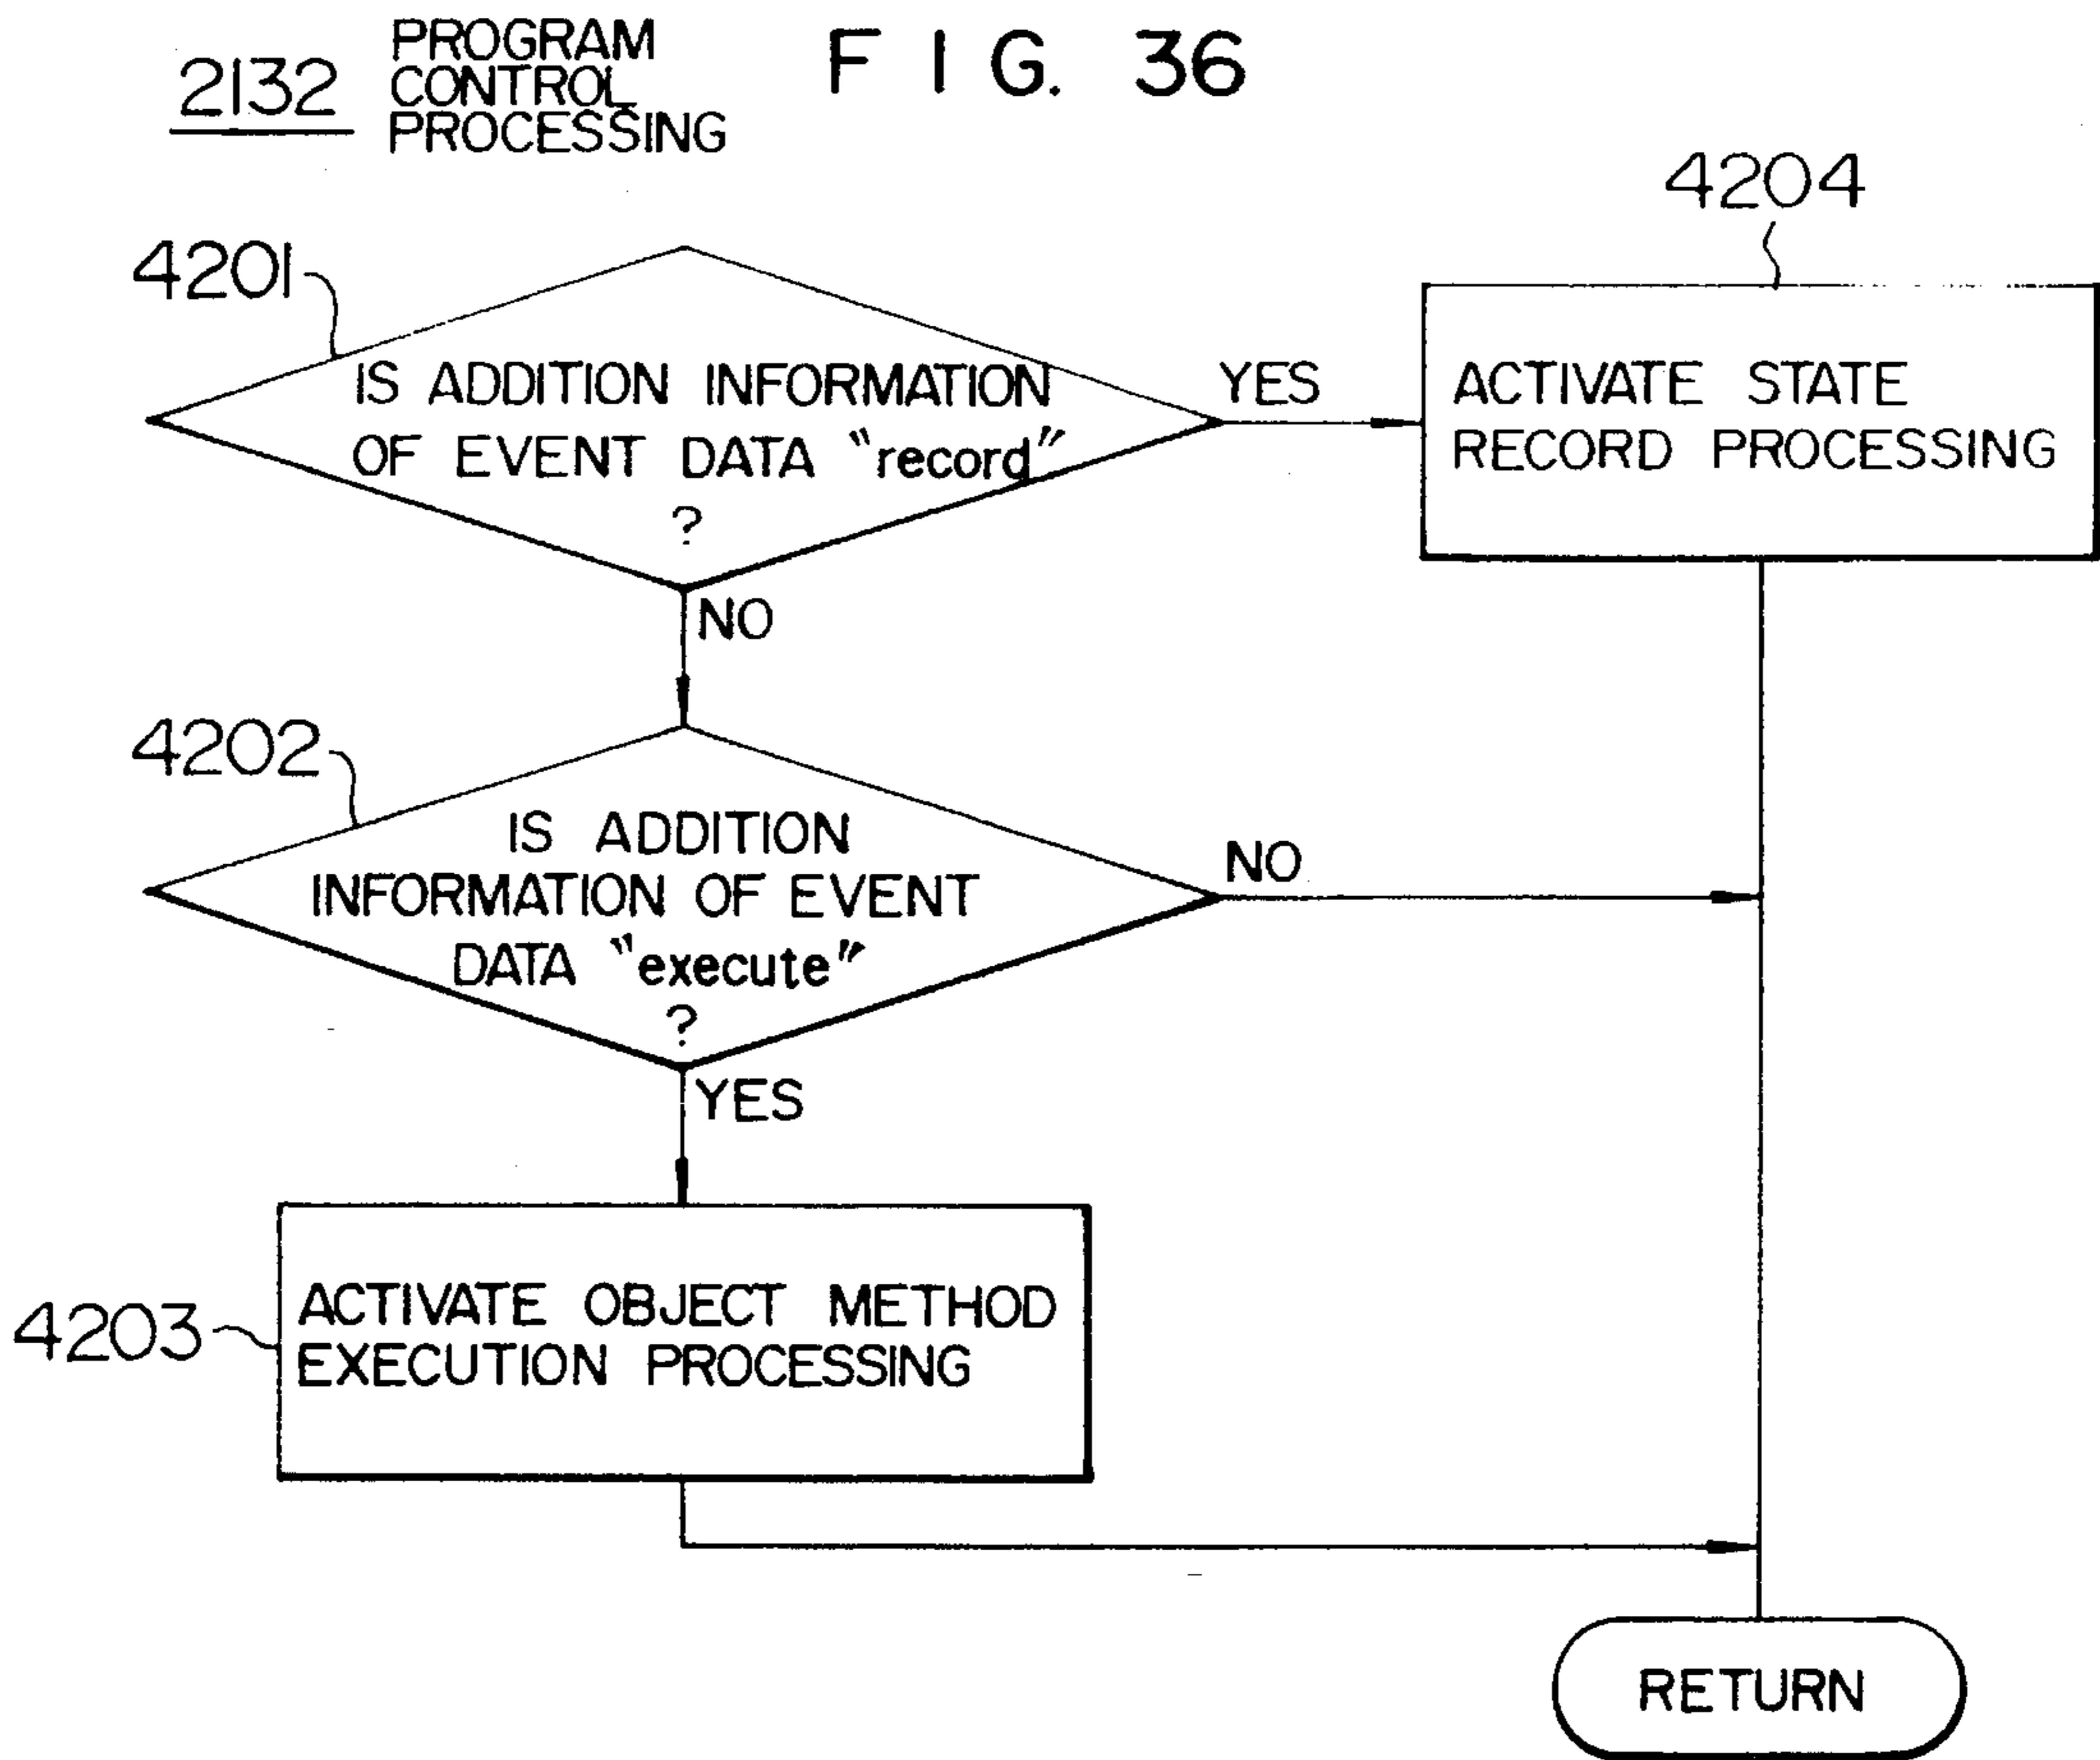 2132
PROGRAM
CONTROL
PROCESSING
FIG. 36
4201
IS ADDITION INFORMATION
OF EVENT DATA "record"
?
YES
NO
4204
ACTIVATE STATE
RECORD PROCESSING
4202
IS ADDITION
INFORMATION OF EVENT
DATA "execute"
?
NO
YES
4203
ACTIVATE OBJECT METHOD
EXECUTION PROCESSING
RETURN